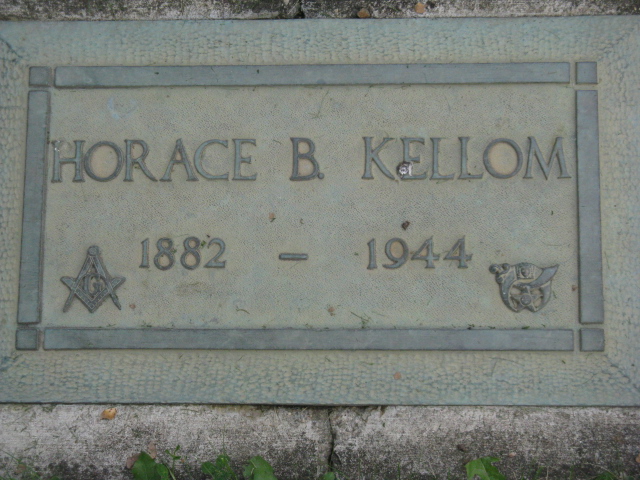 HORACE B. KELLOM
1882 – 1944
G